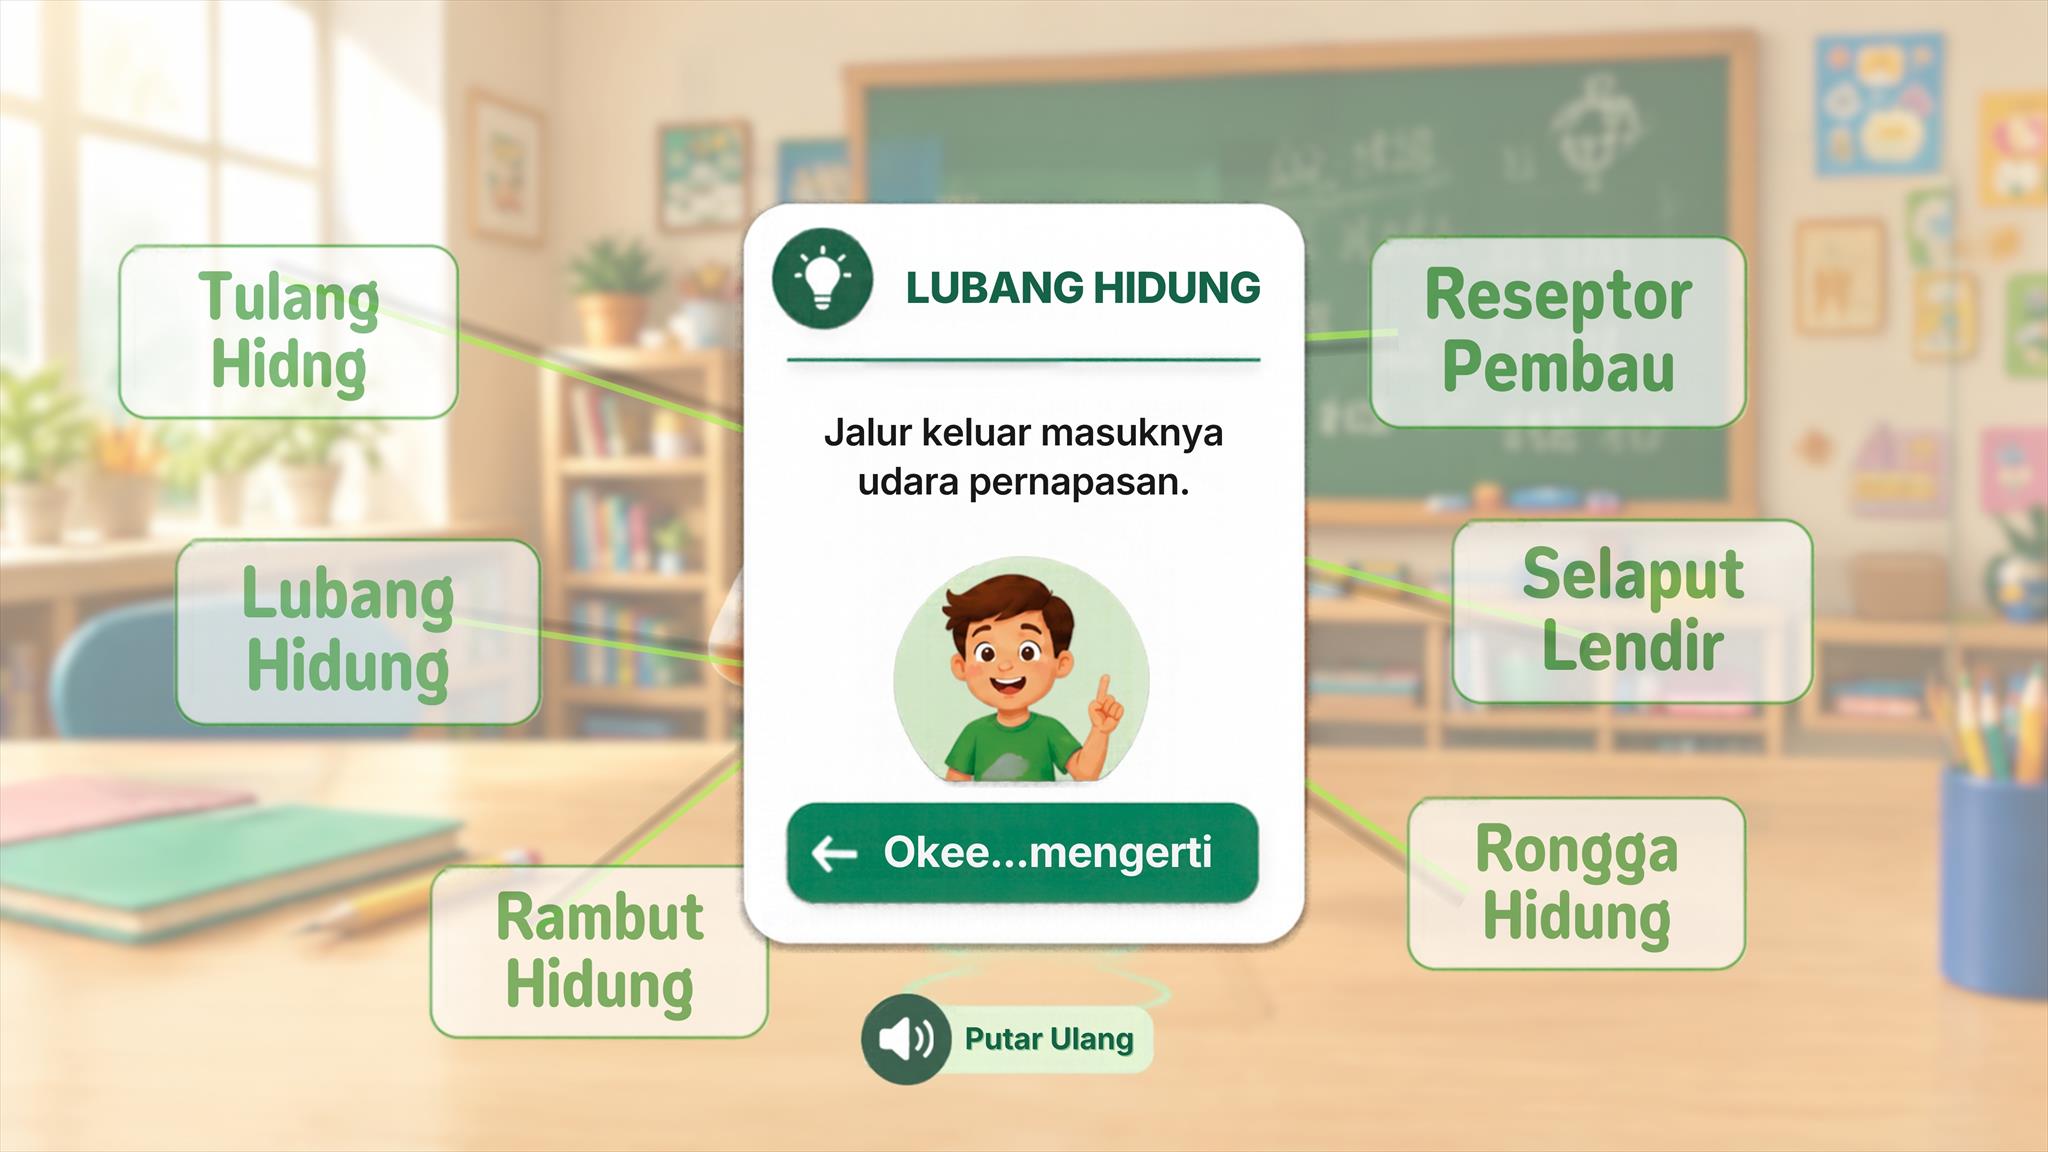 Tulang
Hidng
Lubang
Hidung
Rambut
Hidung
LUBANG HIDUNG
Jalur keluar masuknya
udara pernapasan.
Okee...mengerti
Putar Ulang
Reseptor
Pembau
Selaput
Lendir
Rongga
Hidung